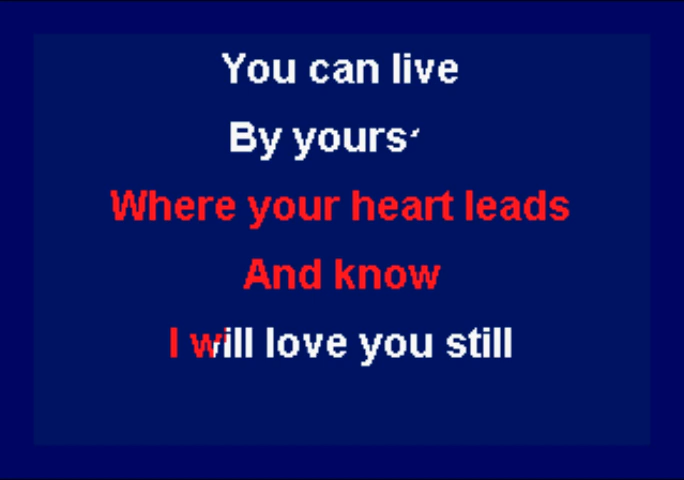 You can live
By yours
Where your heart leads
And know
I will love you still